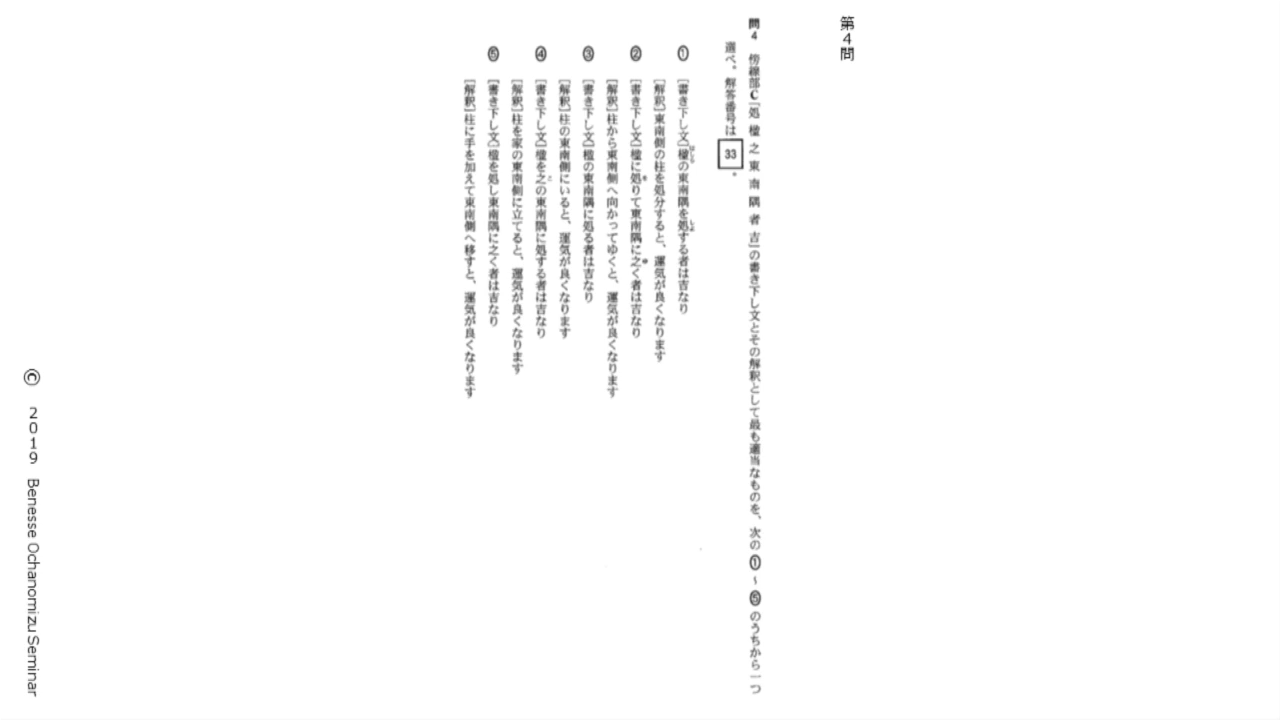 第4問
問4 傍線部C「処楹之東南隅者吉」の書き下し文とその解釈として最も適当なものを、次の①～⑤のうちから一つ
選べ。解答番号は 33 。
① [書き下し文]楹の東南隅を処する者は吉なり
[解釈]東南側の柱を処分すると、運気が良くなります
② [書き下し文]楹に処りて東南隅に之く者は吉なり
[解釈]柱から東南側へ向かってゆくと、運気が良くなります
③ [書き下し文]楹の東南隅に処る者は吉なり
[解釈]柱の東南側にいると、運気が良くなります
④ [書き下し文]楹を之の東南隅に処する者は吉なり
[解釈]柱を家の東南側に立てると、運気が良くなります
⑤ [書き下し文]楹を処し東南隅に之く者は吉なり
[解釈]柱に手を加えて東南側へ移すと、運気が良くなります
© 2019 Benesse Ochanomizu Seminar